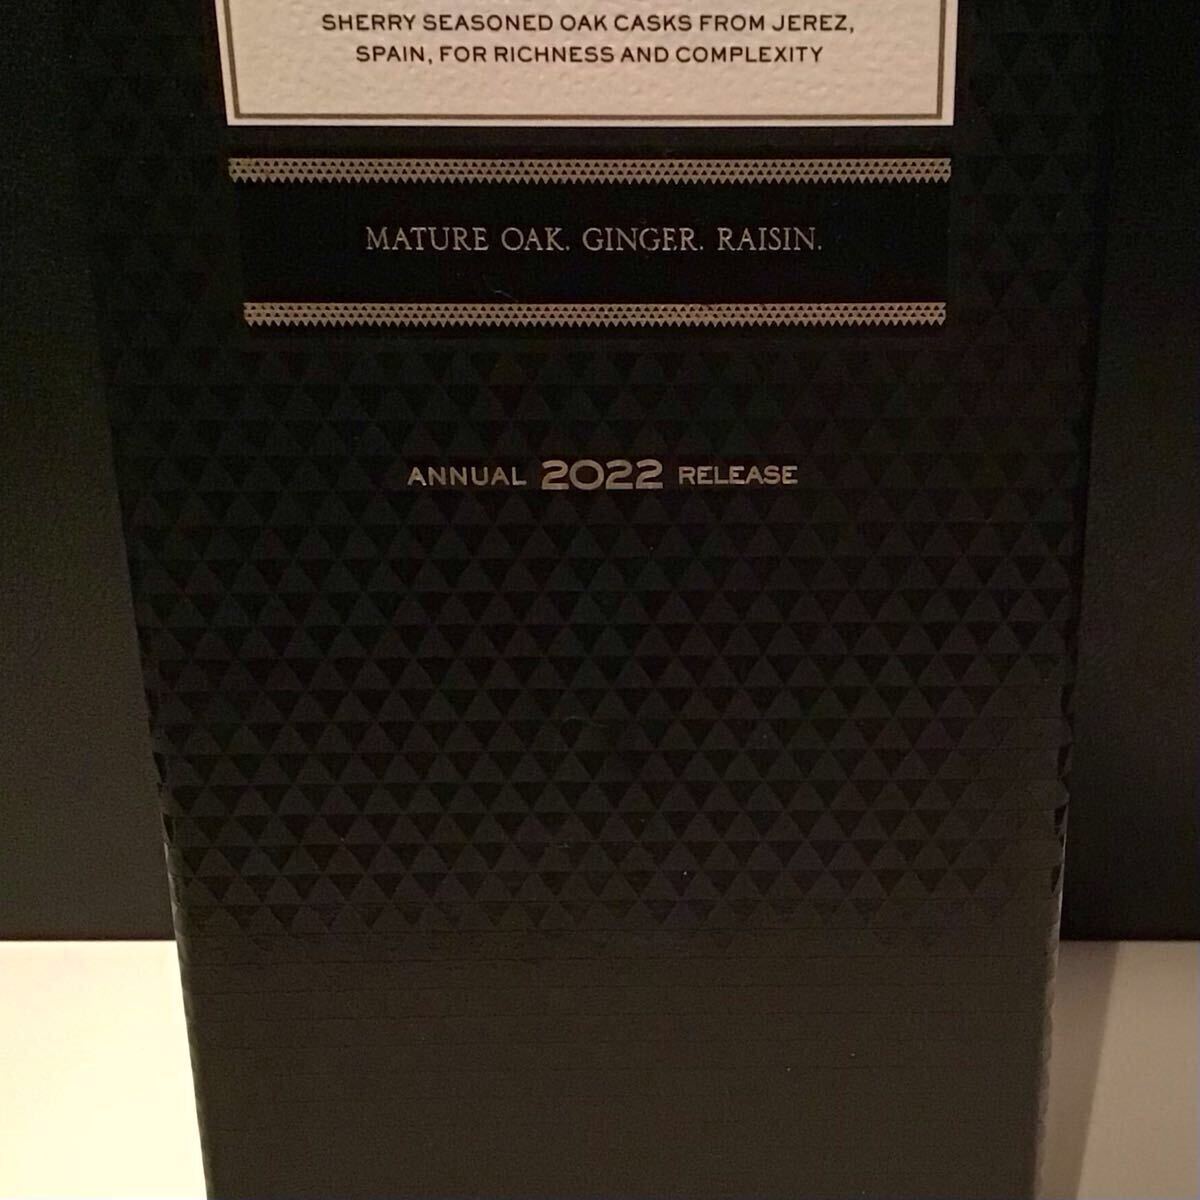 SHERRY SEASONED OAK CASKS FROM JEREZ,
SPAIN, FOR RICHNESS AND COMPLEXITY
MATURE OAK. GINGER. RAISIN.
ANNUAL 2022 RELEASE